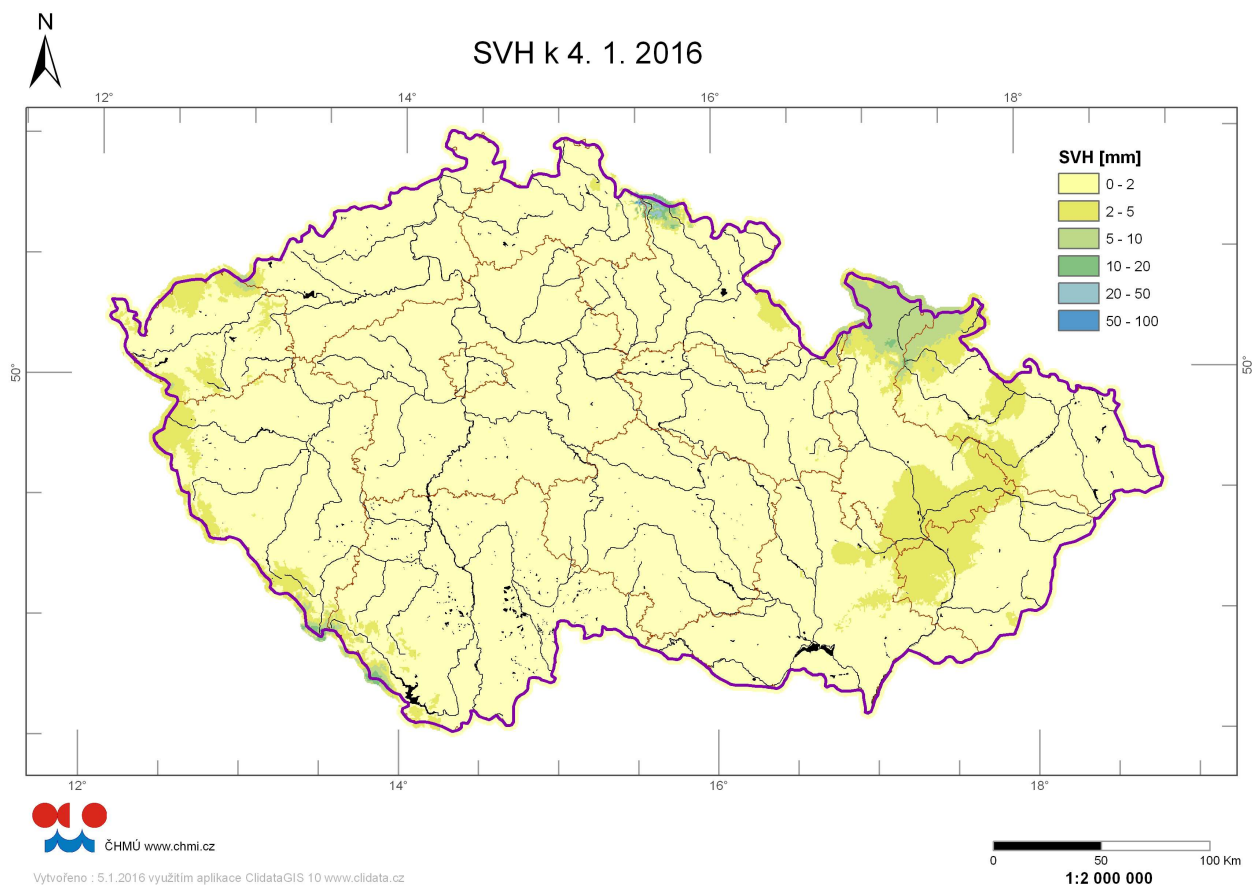 N
SVH k 4. 1. 2016
12° 14° 16° 18°
SVH [mm]
0 - 2
2 - 5
5 - 10
10 - 20
20 - 50
50 - 100
50° 50°
12° 14° 16° 18°
ČHMÚ www.chmi.cz
0 50 100 Km
1:2 000 000
Vytvořeno : 5.1.2016 využitím aplikace ClidataGIS 10 www.clidata.cz